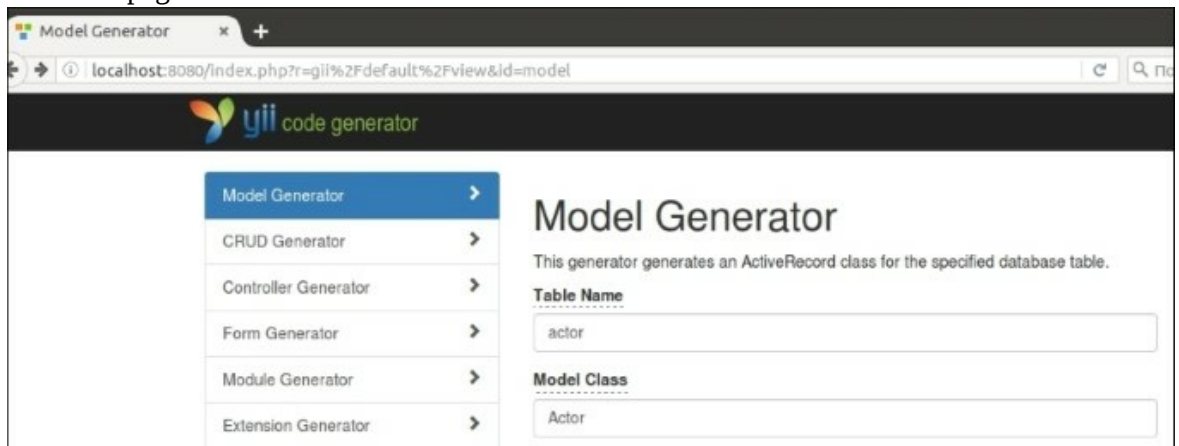 Model Generator
localhost:8080/index.php?r=gii%2Fdefault%2Fview&id=model
yii code generator
Model Generator
CRUD Generator
Controller Generator
Form Generator
Module Generator
Extension Generator
Model Generator
This generator generates an ActiveRecord class for the specified database table.
Table Name
actor
Model Class
Actor